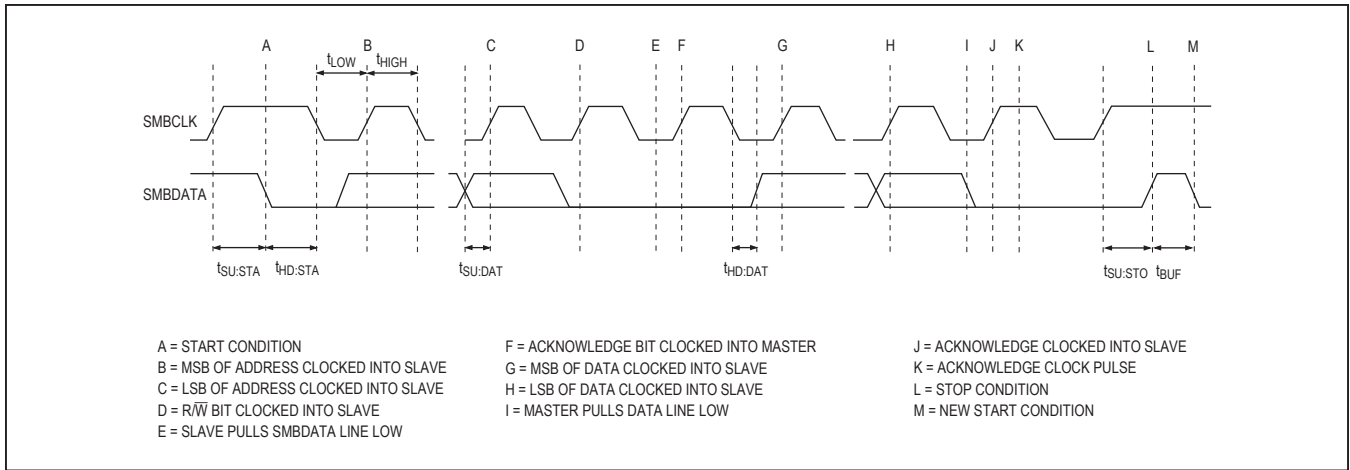 A B C D E F G H I J K L M
tLOW tHIGH
SMBCLK
SMBDATA
tSU:STA tHD:STA tSU:DAT tHD:DAT tSU:STO tBUF
A = START CONDITION
B = MSB OF ADDRESS CLOCKED INTO SLAVE
C = LSB OF ADDRESS CLOCKED INTO SLAVE
D = R/W̅ BIT CLOCKED INTO SLAVE
E = SLAVE PULLS SMBDATA LINE LOW
F = ACKNOWLEDGE BIT CLOCKED INTO MASTER
G = MSB OF DATA CLOCKED INTO SLAVE
H = LSB OF DATA CLOCKED INTO SLAVE
I = MASTER PULLS DATA LINE LOW
J = ACKNOWLEDGE CLOCKED INTO SLAVE
K = ACKNOWLEDGE CLOCK PULSE
L = STOP CONDITION
M = NEW START CONDITION